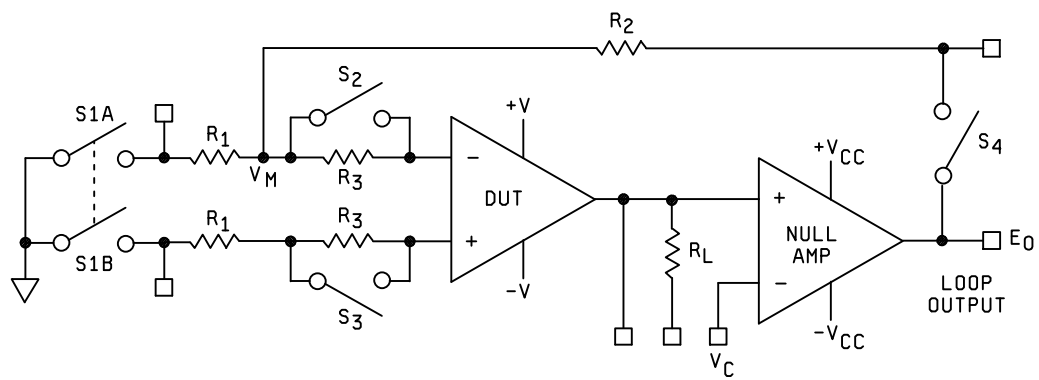 R2
S2
S1A
R1
+V
VM
R3
S4
+VCC
−
DUT
+
NULL
AMP
R1
R3
+
RL
−
E0
S1B
S3
−V
LOOP
OUTPUT
−VCC
VC